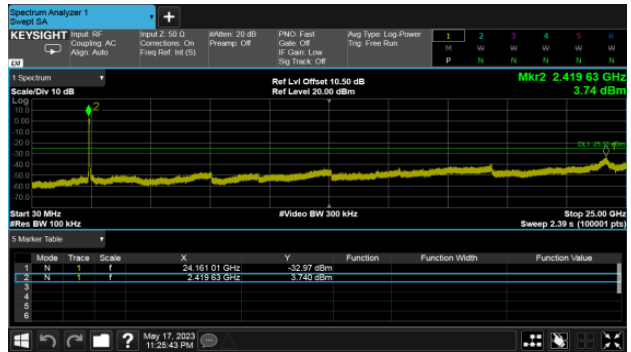 Spectrum Analyzer 1
Swept SA
KEYSIGHT Input: RF Input Z: 50 Ω #Atten: 20 dB PNO: Fast Avg Type: Log-Power 1 2 3 4 5 6
Coupling: AC Corrections: On Preamp: Off Gate: Off Trig: Free Run M W W W W W
Align: Auto Freq Ref: Int (S) IF Gain: Low P N N N N N
LXI Sig Track: Off
1 Spectrum Ref Lvl Offset 10.50 dB Mkr2 2.419 63 GHz
Scale/Div 10 dB Ref Level 20.00 dBm 3.74 dBm
Log
10.0
0.00
-10.0
-20.0
-30.0
-40.0
-50.0
-60.0
-70.0
2
Start 30 MHz #Video BW 300 kHz Stop 25.00 GHz
#Res BW 100 kHz Sweep 2.39 s (100001 pts)
5 Marker Table
Mode Trace Scale X Y Function Function Width Function Value
1 N 1 f 24.161 01 GHz -32.97 dBm
2 N 1 f 2.419 63 GHz 3.740 dBm
3
4
5
6
? May 17, 2023
11:25:43 PM